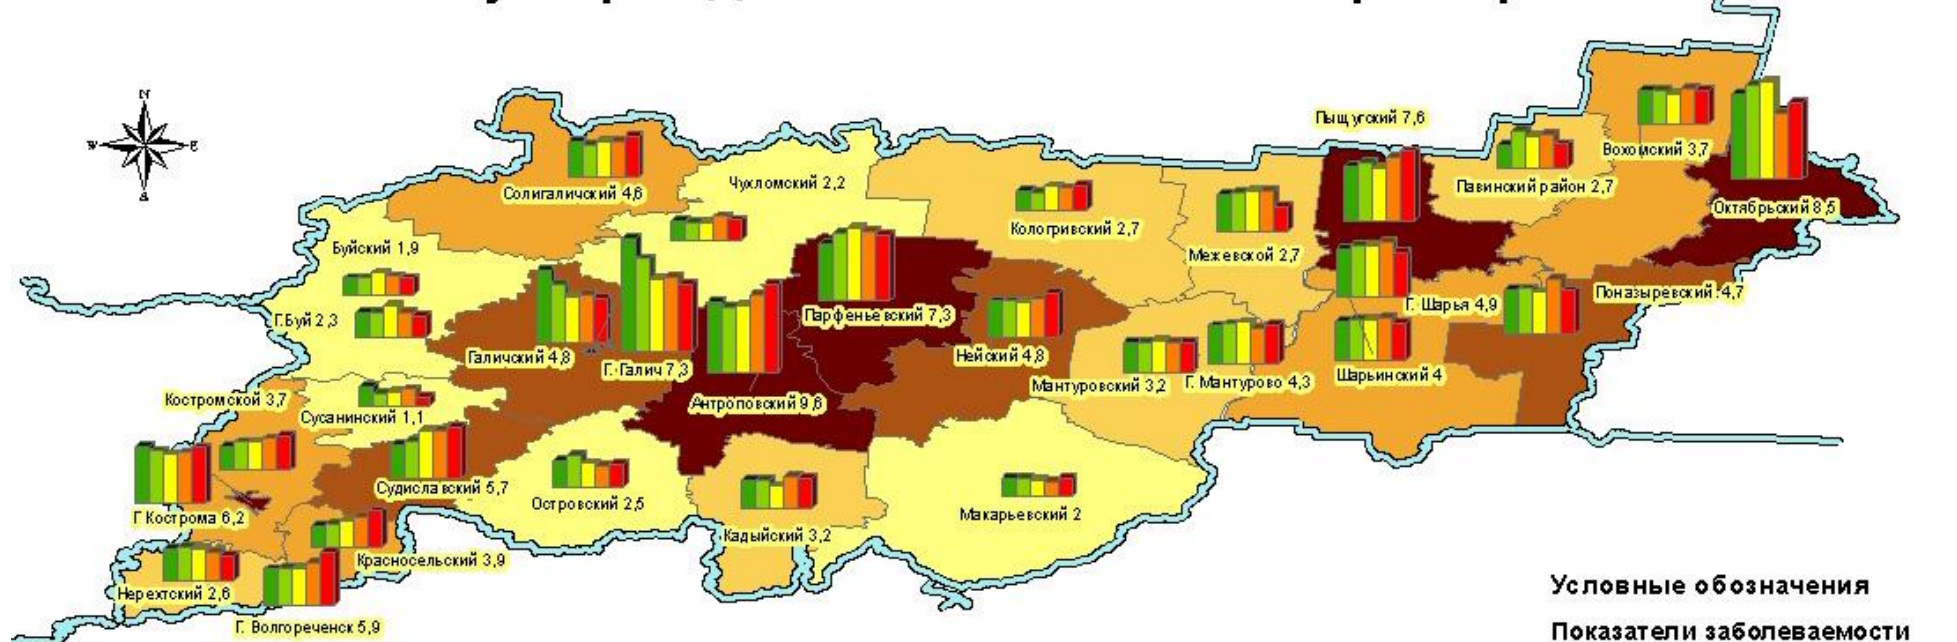 N
W
E
Пыщугский 7,6
Вохомский 3,7
Чухломский 2,2
Солигаличский 4,6
Павинский район 2,7
Октябрьский 8,5
Кологривский 2,7
Буйский 1,9
Межевской 2,7
Поназыревский 4,7
Г. Шарья 4,9
Парфеньевский 7,3
Г.Буй 2,3
Галичский 4,8
Нейский 4,8
Г. Галич 7,3
Шарьинский 4
Мантуровский 3,2
Г. Мантурово 4,3
Костромской 3,7
Антроповский 9,6
Сусанинский 1,1
Судиславский 5,7
Островский 2,5
Макарьевский 2
Г Кострома 6,2
Кадыйский 3,2
Красносельский 3,9
Нерехтский 2,6
Г. Волгореченск 5,9
Условные обозначения
Показатели заболеваемости